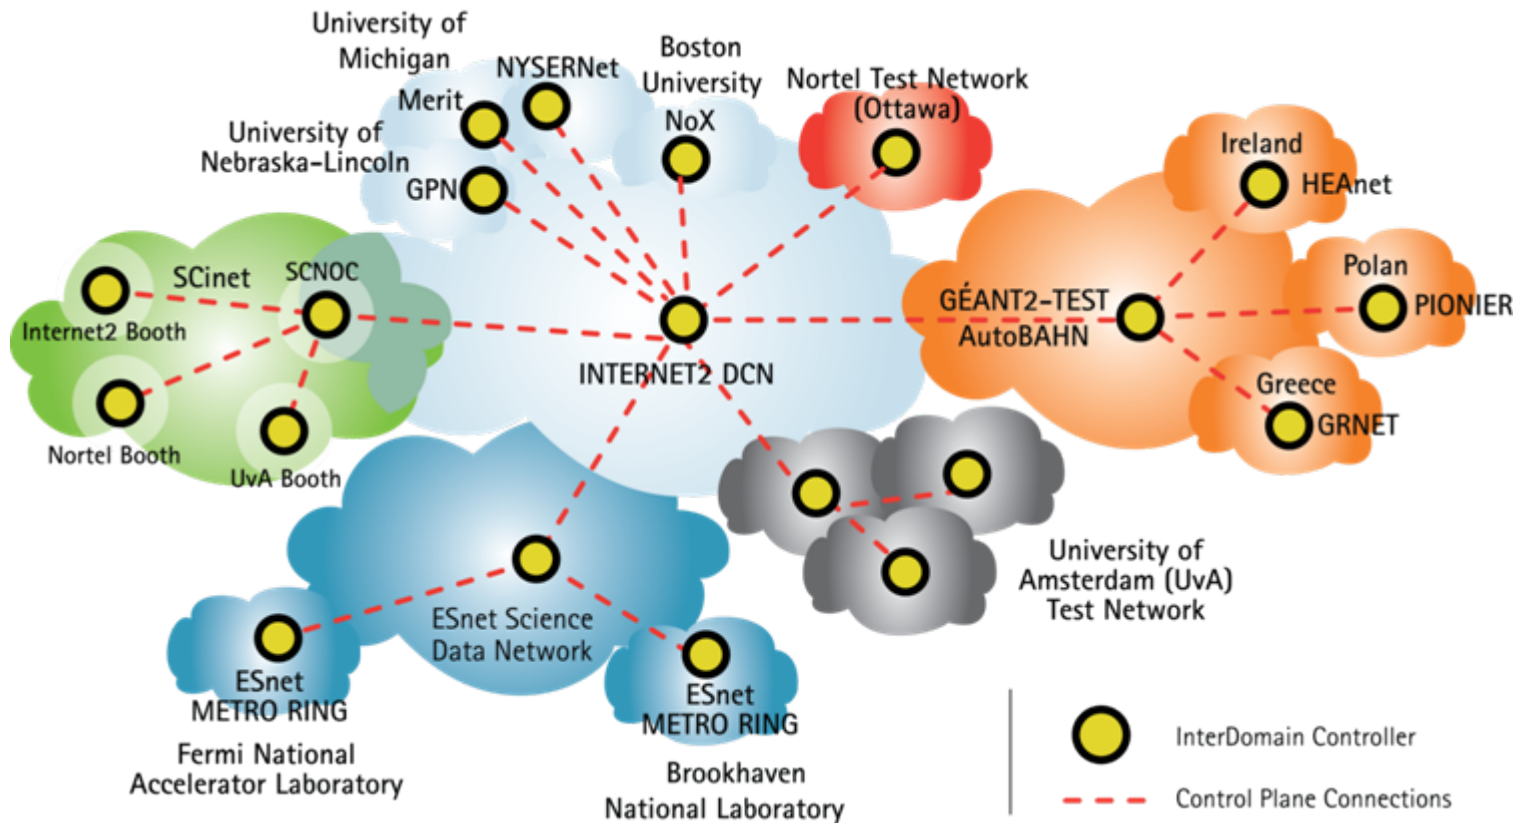 University of
Michigan
NYSERNet
Merit
Boston
University
NoX
Nortel Test Network
(Ottawa)
University of
Nebraska-Lincoln
GPN
Ireland
HEAnet
SCinet
SCNOC
Internet2 Booth
Nortel Booth
UvA Booth
INTERNET2 DCN
GÉANT2-TEST
AutoBAHN
Polan
PIONIER
Greece
GRNET
ESnet Science
Data Network
University of
Amsterdam (UvA)
Test Network
ESnet
METRO RING
Fermi National
Accelerator Laboratory
ESnet
METRO RING
Brookhaven
National Laboratory
InterDomain Controller
Control Plane Connections